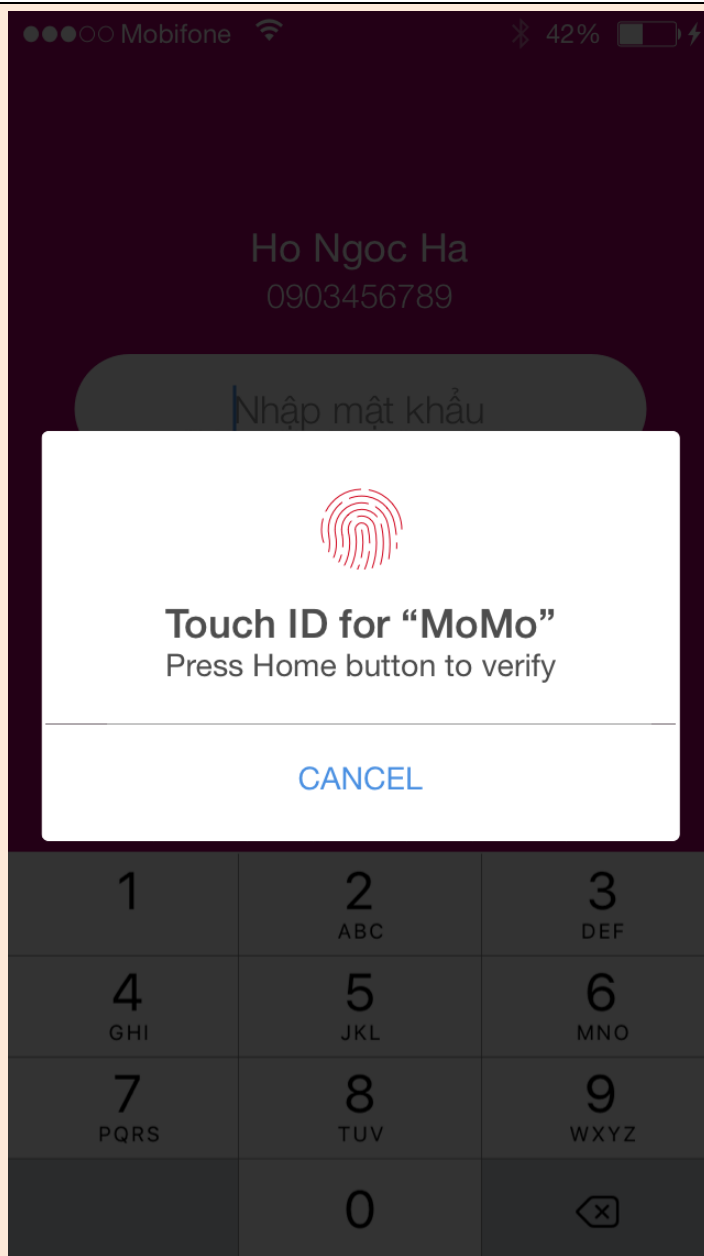 Mobifone 42%
Ho Ngoc Ha
0903456789
Nhập mật khẩu
Touch ID for “MoMo”
Press Home button to verify
CANCEL
1 2 3
ABC DEF
4 5 6
GHI JKL MNO
7 8 9
PQRS TUV WXYZ
0